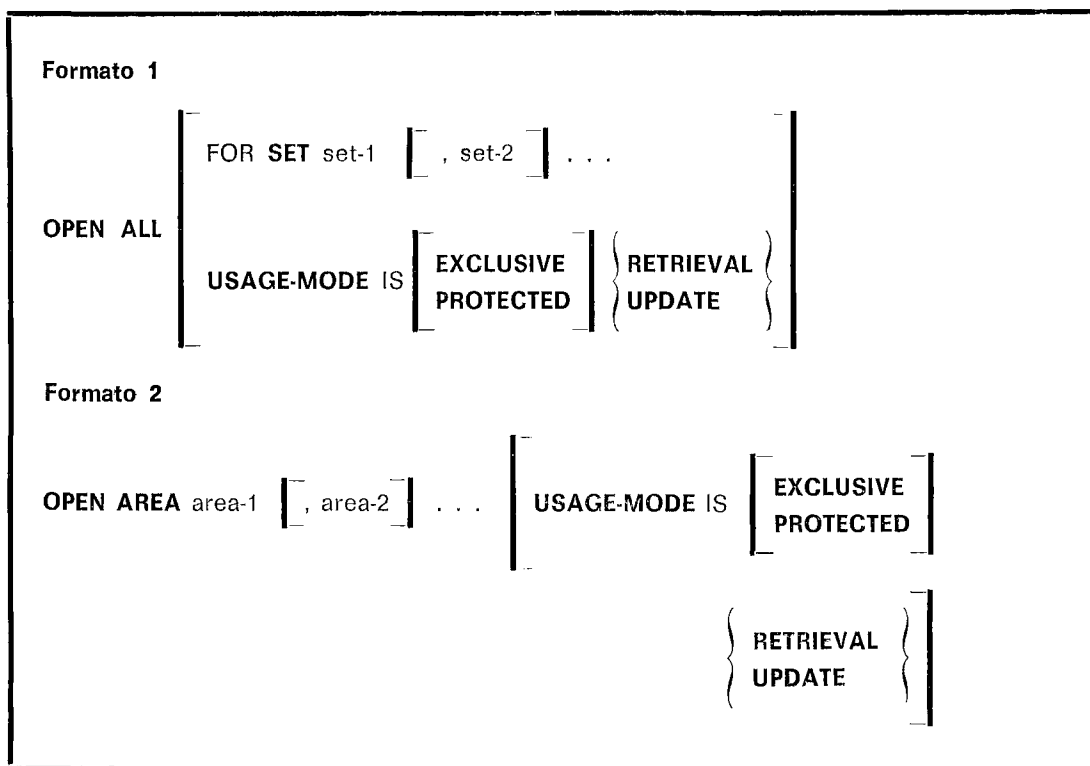 Formato 1
FOR SET set-1 [ , set-2 ] . . .
OPEN ALL
USAGE-MODE IS [ EXCLUSIVE PROTECTED ] { RETRIEVAL UPDATE }
Formato 2
OPEN AREA area-1 [ , area-2 ] . . . [ USAGE-MODE IS [ EXCLUSIVE PROTECTED ]
{ RETRIEVAL UPDATE } ]